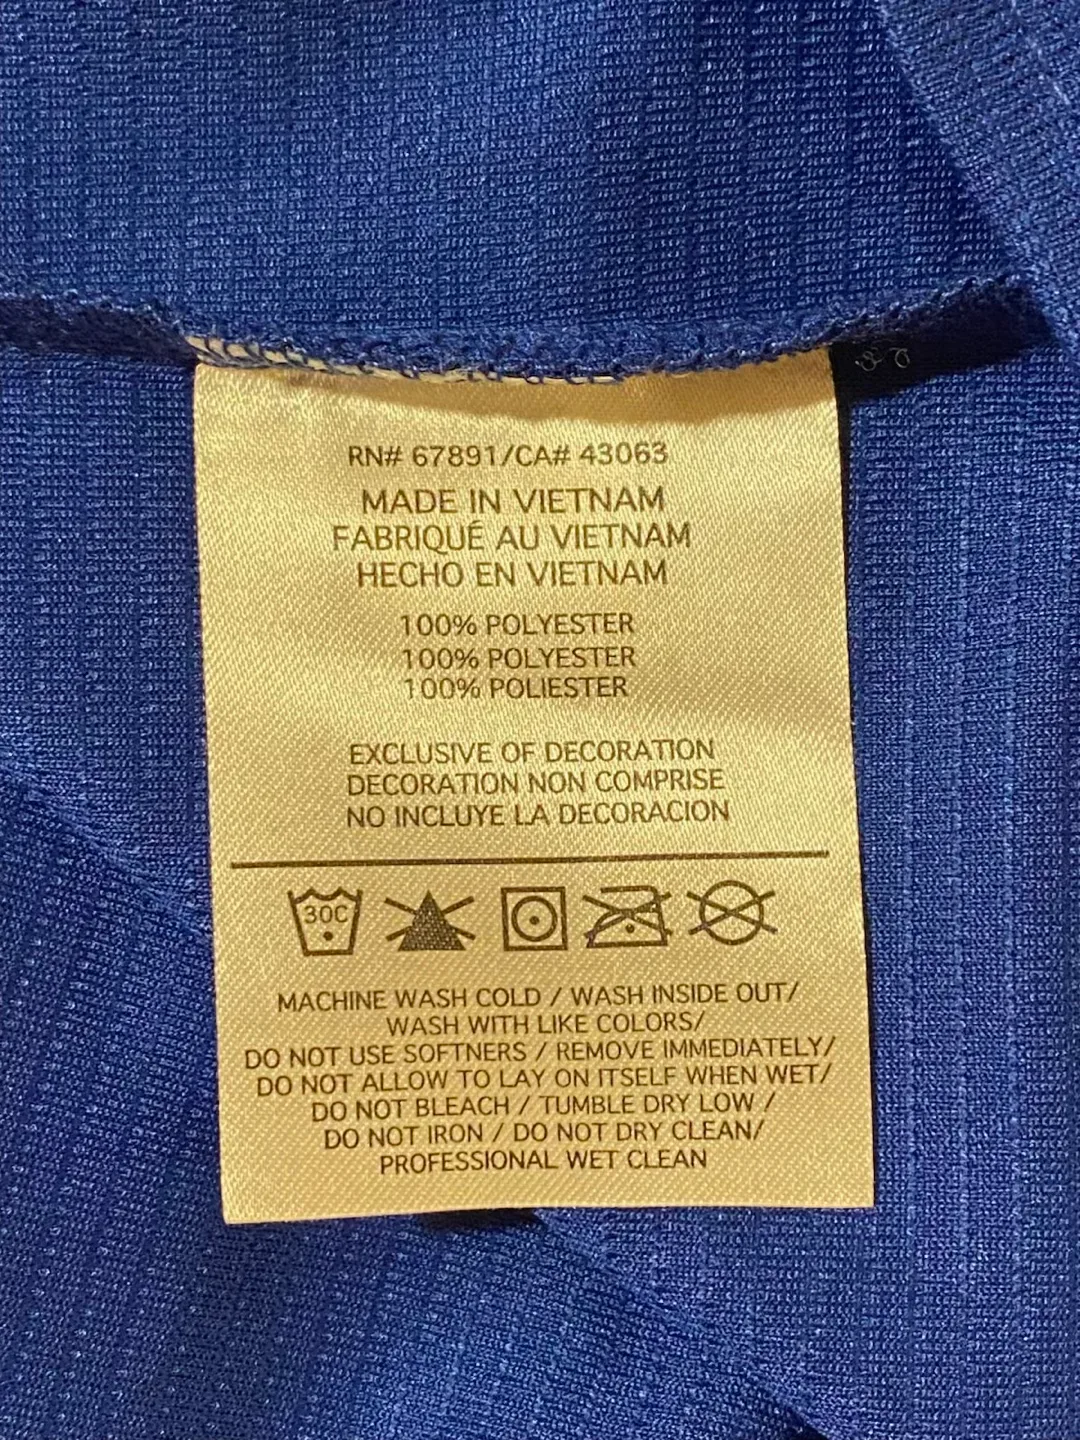 RN# 67891/CA# 43063
MADE IN VIETNAM
FABRIQUÉ AU VIETNAM
HECHO EN VIETNAM
100% POLYESTER
100% POLYESTER
100% POLIESTER
EXCLUSIVE OF DECORATION
DECORATION NON COMPRISE
NO INCLUYE LA DECORACION
30C
MACHINE WASH COLD / WASH INSIDE OUT/
WASH WITH LIKE COLORS/
DO NOT USE SOFTNERS / REMOVE IMMEDIATELY/
DO NOT ALLOW TO LAY ON ITSELF WHEN WET/
DO NOT BLEACH / TUMBLE DRY LOW /
DO NOT IRON / DO NOT DRY CLEAN/
PROFESSIONAL WET CLEAN